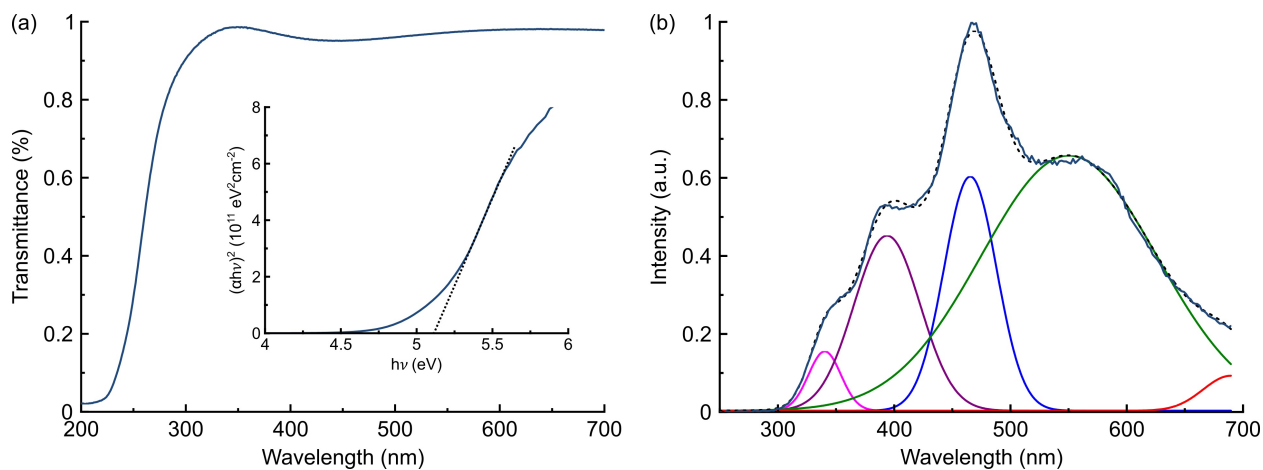 (a)
1
0.8
0.6
0.4
0.2
0
Transmittance (%)
200 300 400 500 600 700
Wavelength (nm)
8
6
4
2
0
(αhν)² (10¹¹ eV²cm⁻²)
4 4.5 5 5.5 6
hν (eV)
(b)
1
0.8
0.6
0.4
0.2
0
Intensity (a.u.)
300 400 500 600 700
Wavelength (nm)